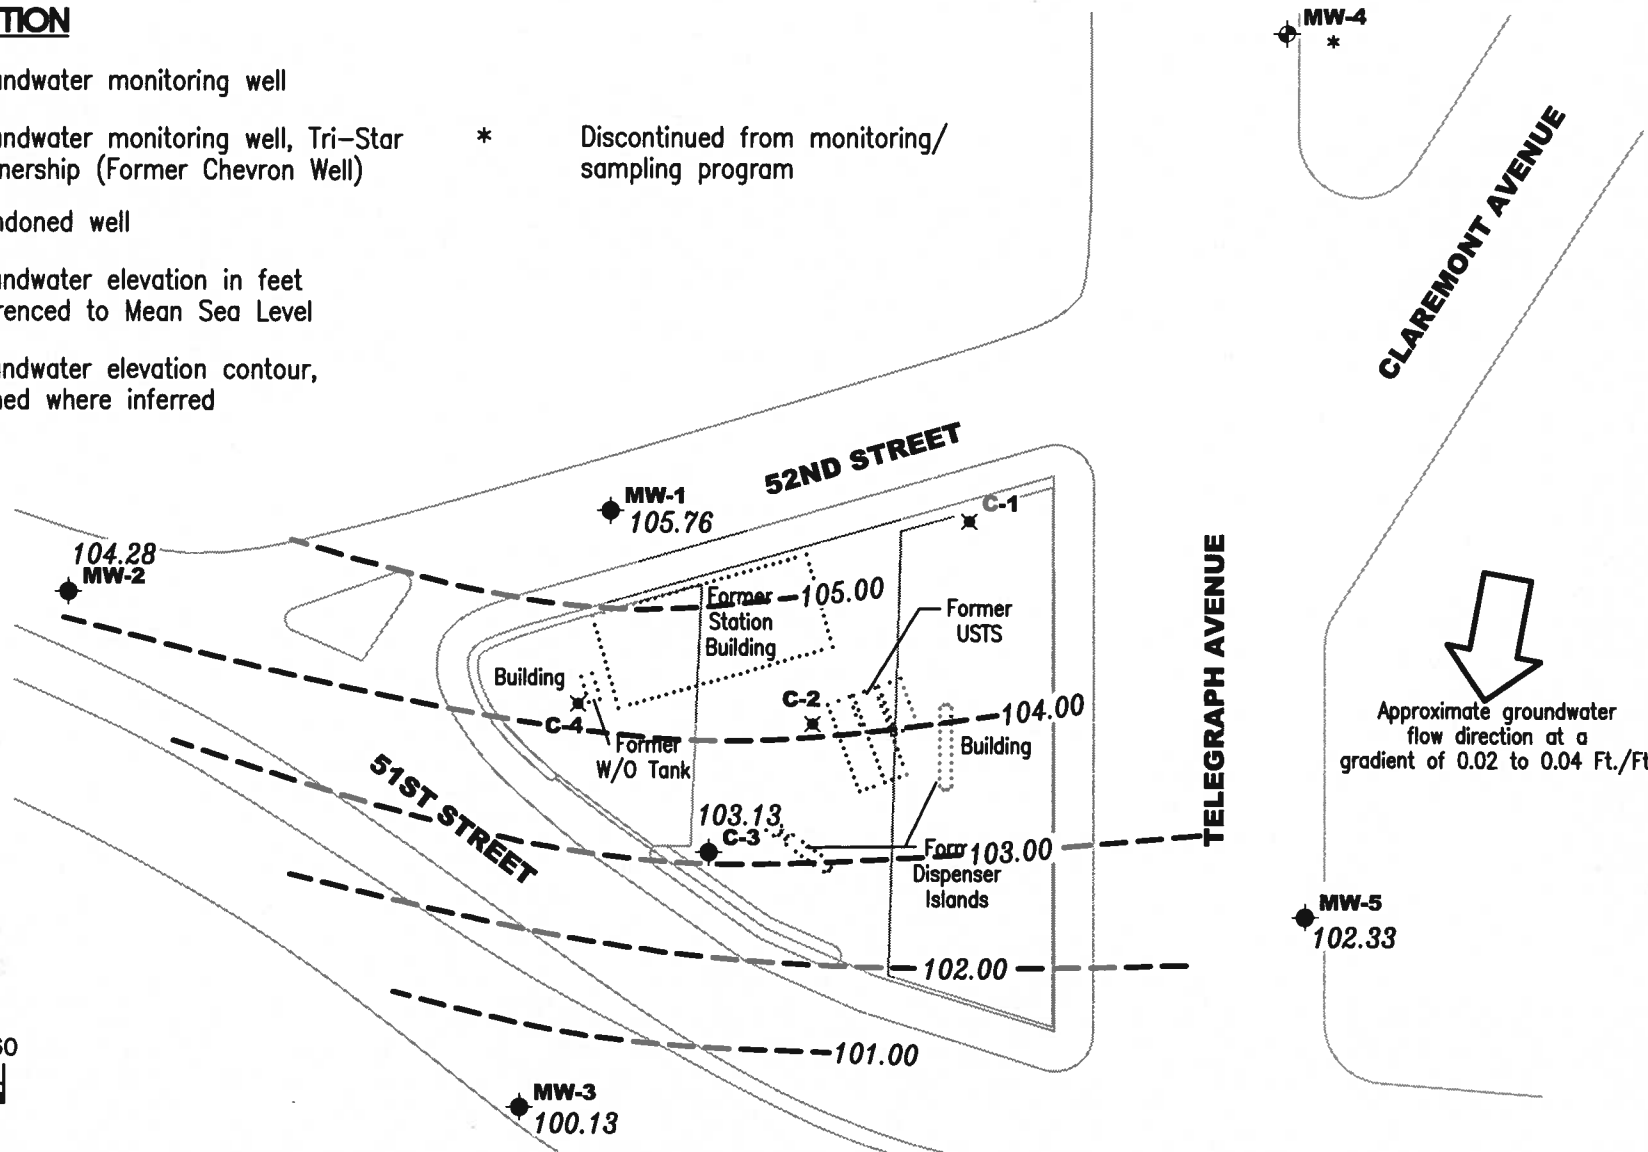 TION
ndwater monitoring well
ndwater monitoring well, Tri-Star
nership (Former Chevron Well)
* Discontinued from monitoring/
sampling program
ndoned well
ndwater elevation in feet
renced to Mean Sea Level
ndwater elevation contour,
hed where inferred
MW-4
*
CLAREMONT AVENUE
52ND STREET
MW-1
105.76
C-1
104.28
MW-2
Former
Station
Building
105.00
Former
USTS
TELEGRAPH AVENUE
Building
C-2
C-4
104.00
Former
W/O Tank
Building
Approximate groundwater
flow direction at a
gradient of 0.02 to 0.04 Ft./Ft
51ST STREET
103.13
C-3
Form
103.00
Dispenser
Islands
MW-5
102.33
102.00
101.00
60
MW-3
100.13